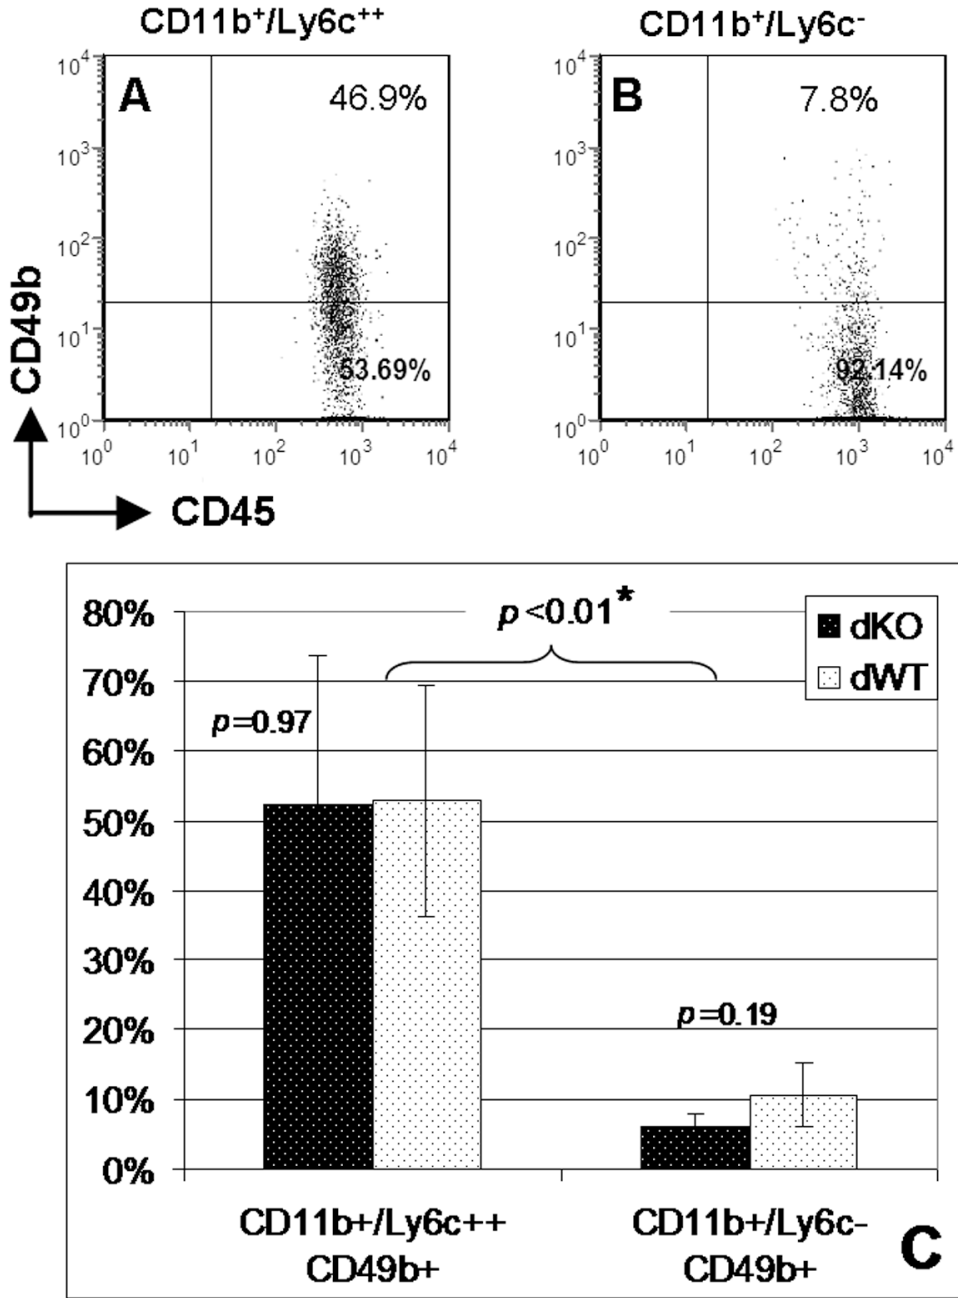 CD11b⁺/Ly6c⁺⁺
CD11b⁺/Ly6c⁻
A
46.9%
53.69%
10⁴
10³
10²
10¹
10⁰
10⁰ 10¹ 10² 10³ 10⁴
B
7.8%
92.14%
10⁴
10³
10²
10¹
10⁰
10⁰ 10¹ 10² 10³ 10⁴
CD49b
CD45
p<0.01*
dKO
dWT
80%
70%
60%
50%
40%
30%
20%
10%
0%
p=0.97
p=0.19
CD11b+/Ly6c++
CD49b+
CD11b+/Ly6c-
CD49b+
C